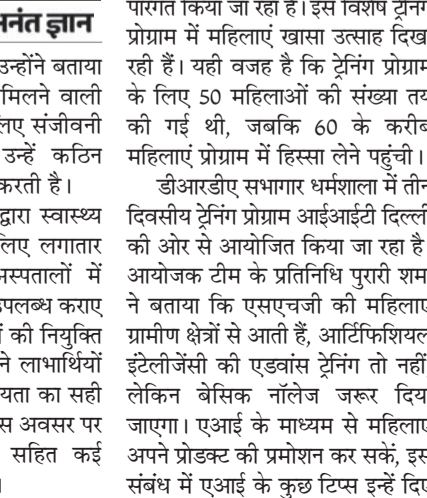 नंत ज्ञान
उन्होंने बताया
मिलने वाली
लिए संजीवनी
उन्हें कठिन
करती है।
द्वारा स्वास्थ्य
लिए लगातार
अस्पतालों में
उपलब्ध कराए
ों की नियुक्ति
ने लाभार्थियों
यता का सही
स अवसर पर
सहित कई
पारंगत किया जा रहा है। इस विशेष ट्रेनिंग
प्रोग्राम में महिलाएं खासा उत्साह दिखा
रही हैं। यही वजह है कि ट्रेनिंग प्रोग्राम
के लिए 50 महिलाओं की संख्या तय
की गई थी, जबकि 60 के करीब
महिलाएं प्रोग्राम में हिस्सा लेने पहुंची।
डीआरडीए सभागार धर्मशाला में तीन
दिवसीय ट्रेनिंग प्रोग्राम आईआईटी दिल्ली
की ओर से आयोजित किया जा रहा है
आयोजक टीम के प्रतिनिधि पुरारी शम
ने बताया कि एसएचजी की महिलाए
ग्रामीण क्षेत्रों से आती हैं, आर्टिफिशियल
इंटेलीजेंसी की एडवांस ट्रेनिंग तो नहीं
लेकिन बेसिक नॉलेज जरूर दिय
जाएगा। एआई के माध्यम से महिलाए
अपने प्रोडक्ट की प्रमोशन कर सकें, इस
संबंध में एआई के कुछ टिप्स इन्हें दिए